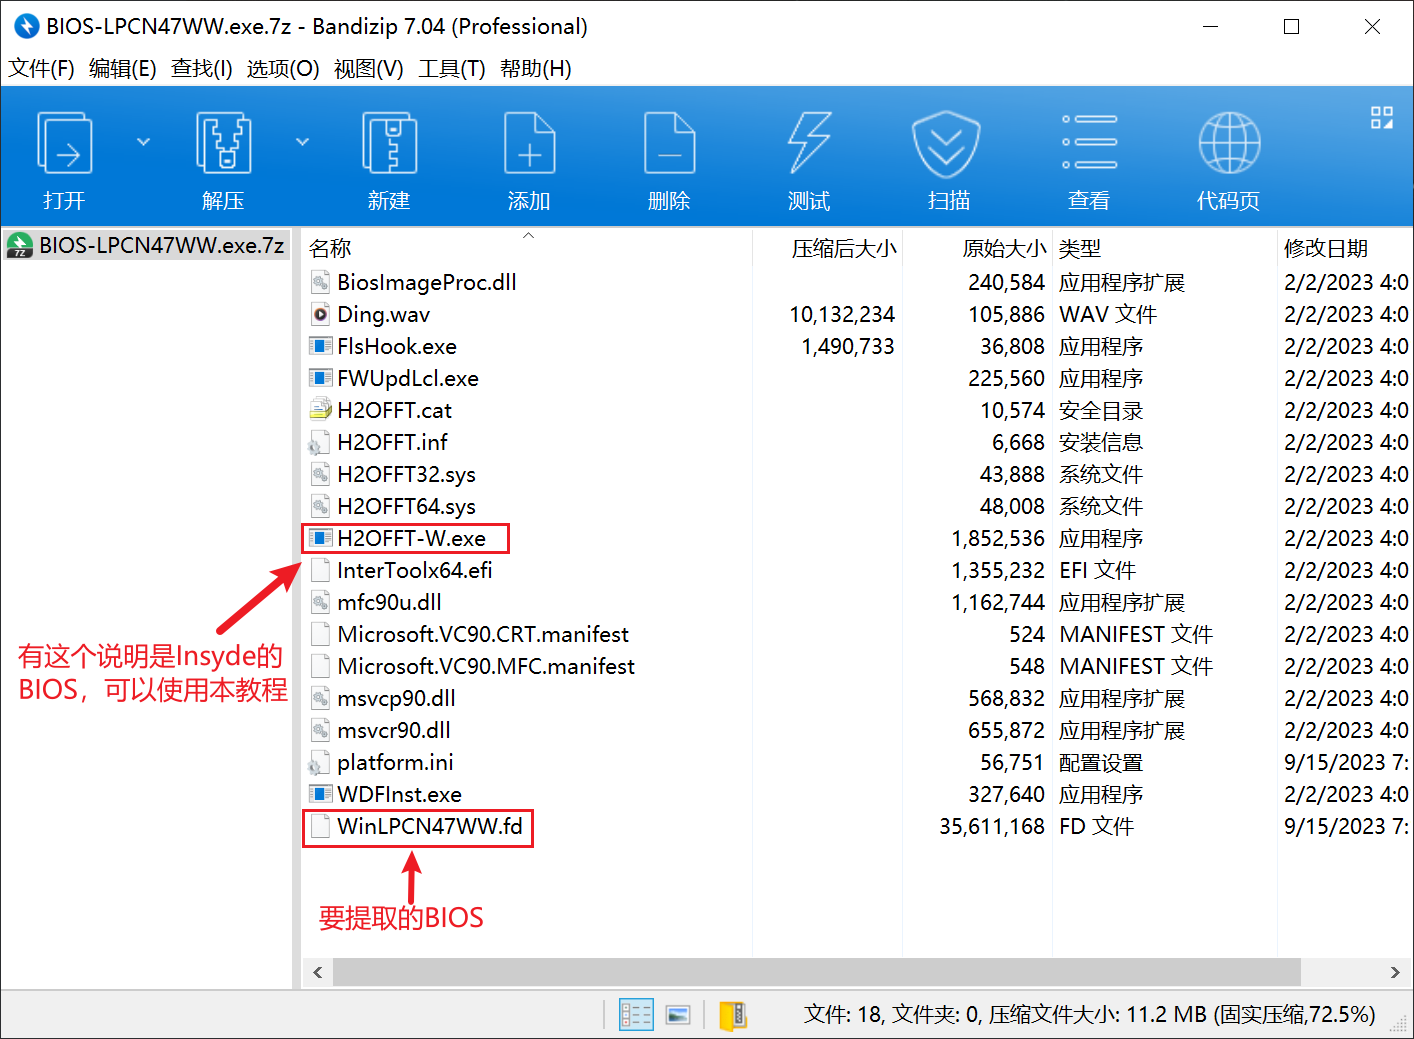 BIOS-LPCN47WW.exe.7z - Bandizip 7.04 (Professional)
文件(F) 编辑(E) 查找(I) 选项(O) 视图(V) 工具(T) 帮助(H)
打开 解压 新建 添加 删除 测试 扫描 查看 代码页
BIOS-LPCN47WW.exe.7z
名称 压缩后大小 原始大小 类型 修改日期
BiosImageProc.dll 240,584 应用程序扩展 2/2/2023 4:0
Ding.wav 10,132,234 105,886 WAV 文件 2/2/2023 4:0
FlsHook.exe 1,490,733 36,808 应用程序 2/2/2023 4:0
FWUpdLcl.exe 225,560 应用程序 2/2/2023 4:0
H2OFFT.cat 10,574 安全目录 2/2/2023 4:0
H2OFFT.inf 6,668 安装信息 2/2/2023 4:0
H2OFFT32.sys 43,888 系统文件 2/2/2023 4:0
H2OFFT64.sys 48,008 系统文件 2/2/2023 4:0
H2OFFT-W.exe 1,852,536 应用程序 2/2/2023 4:0
InterToolx64.efi 1,355,232 EFI 文件 2/2/2023 4:0
mfc90u.dll 1,162,744 应用程序扩展 2/2/2023 4:0
Microsoft.VC90.CRT.manifest 524 MANIFEST 文件 2/2/2023 4:0
Microsoft.VC90.MFC.manifest 548 MANIFEST 文件 2/2/2023 4:0
msvcp90.dll 568,832 应用程序扩展 2/2/2023 4:0
msvcr90.dll 655,872 应用程序扩展 2/2/2023 4:0
platform.ini 56,751 配置设置 9/15/2023 7:
WDFInst.exe 327,640 应用程序 2/2/2023 4:0
WinLPCN47WW.fd 35,611,168 FD 文件 9/15/2023 7:
有这个说明是Insyde的
BIOS，可以使用本教程
要提取的BIOS
文件: 18, 文件夹: 0, 压缩文件大小: 11.2 MB (固实压缩,72.5%)